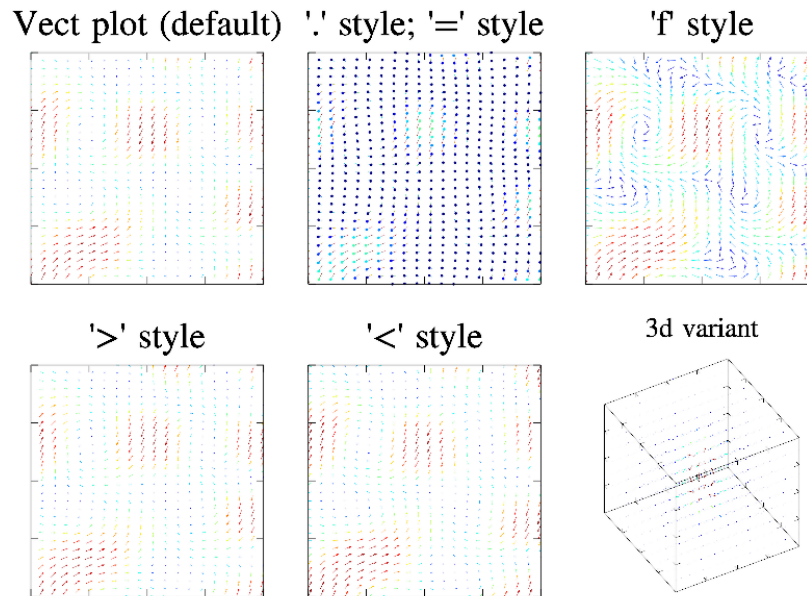 Vect plot (default)
'.' style; '=' style
'f' style
'>' style
'<' style
3d variant